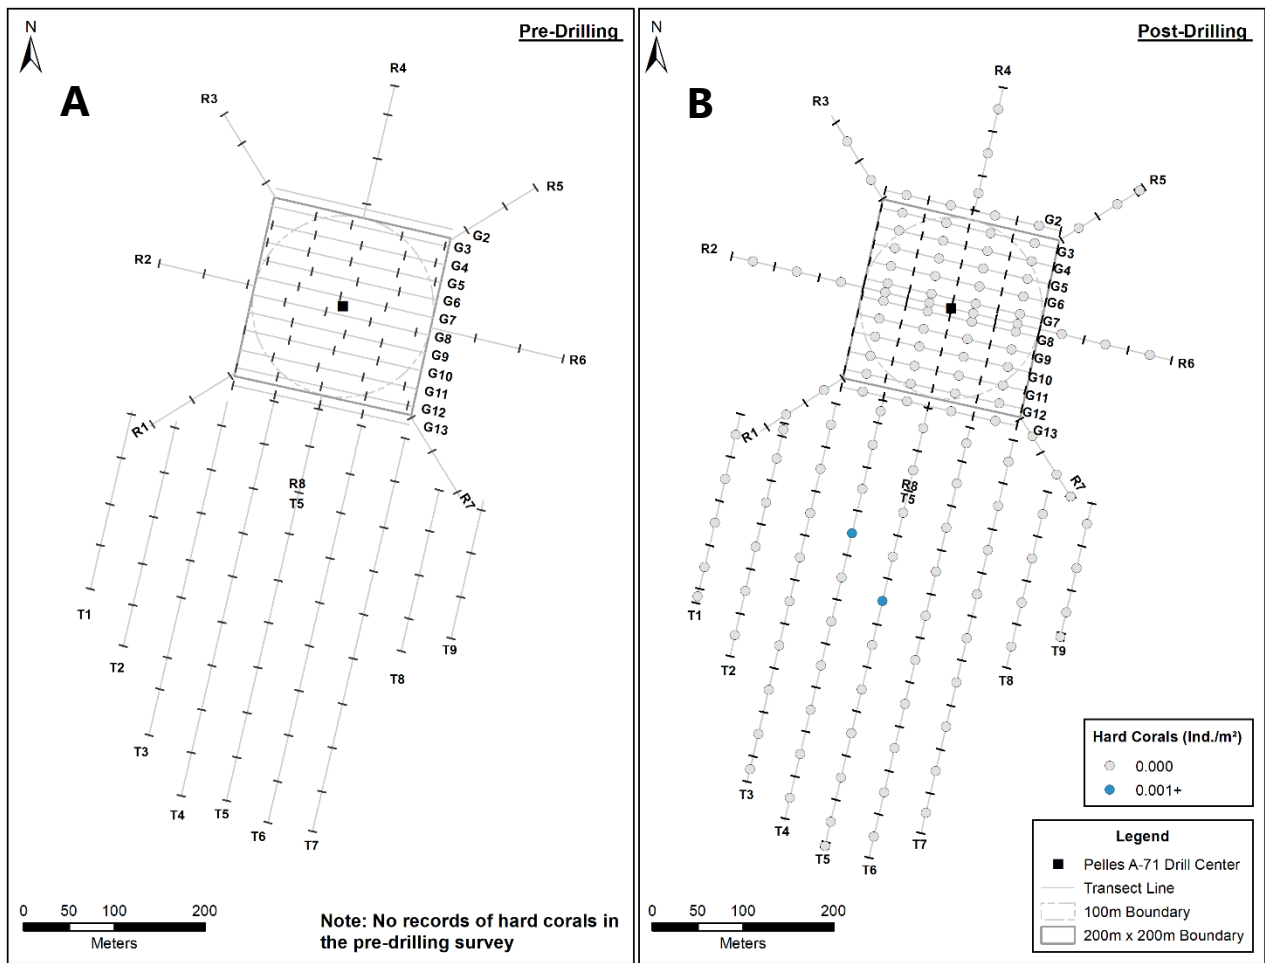 N
Pre-Drilling
A
R4
R3
R5
G2
G3
R2
G4
G5
G6
G7
G8
R6
G9
G10
G11
G12
R1
G13
R8
T5
R7
T1
T2
T9
T8
T3
T4
T5
T6
T7
0 50 100 200
Meters
Note: No records of hard corals in
the pre-drilling survey
N
Post-Drilling
B
R4
R3
R5
G2
R2
G3
G4
G5
G6
G7
G8
R6
G9
G10
G11
G12
R1
G13
R8
T5
R7
T1
T2
T9
T8
T3
T4
T5
T6
T7
Hard Corals (Ind./m²)
0.000
0.001+
Legend
Pelles A-71 Drill Center
Transect Line
100m Boundary
200m x 200m Boundary
0 50 100 200
Meters